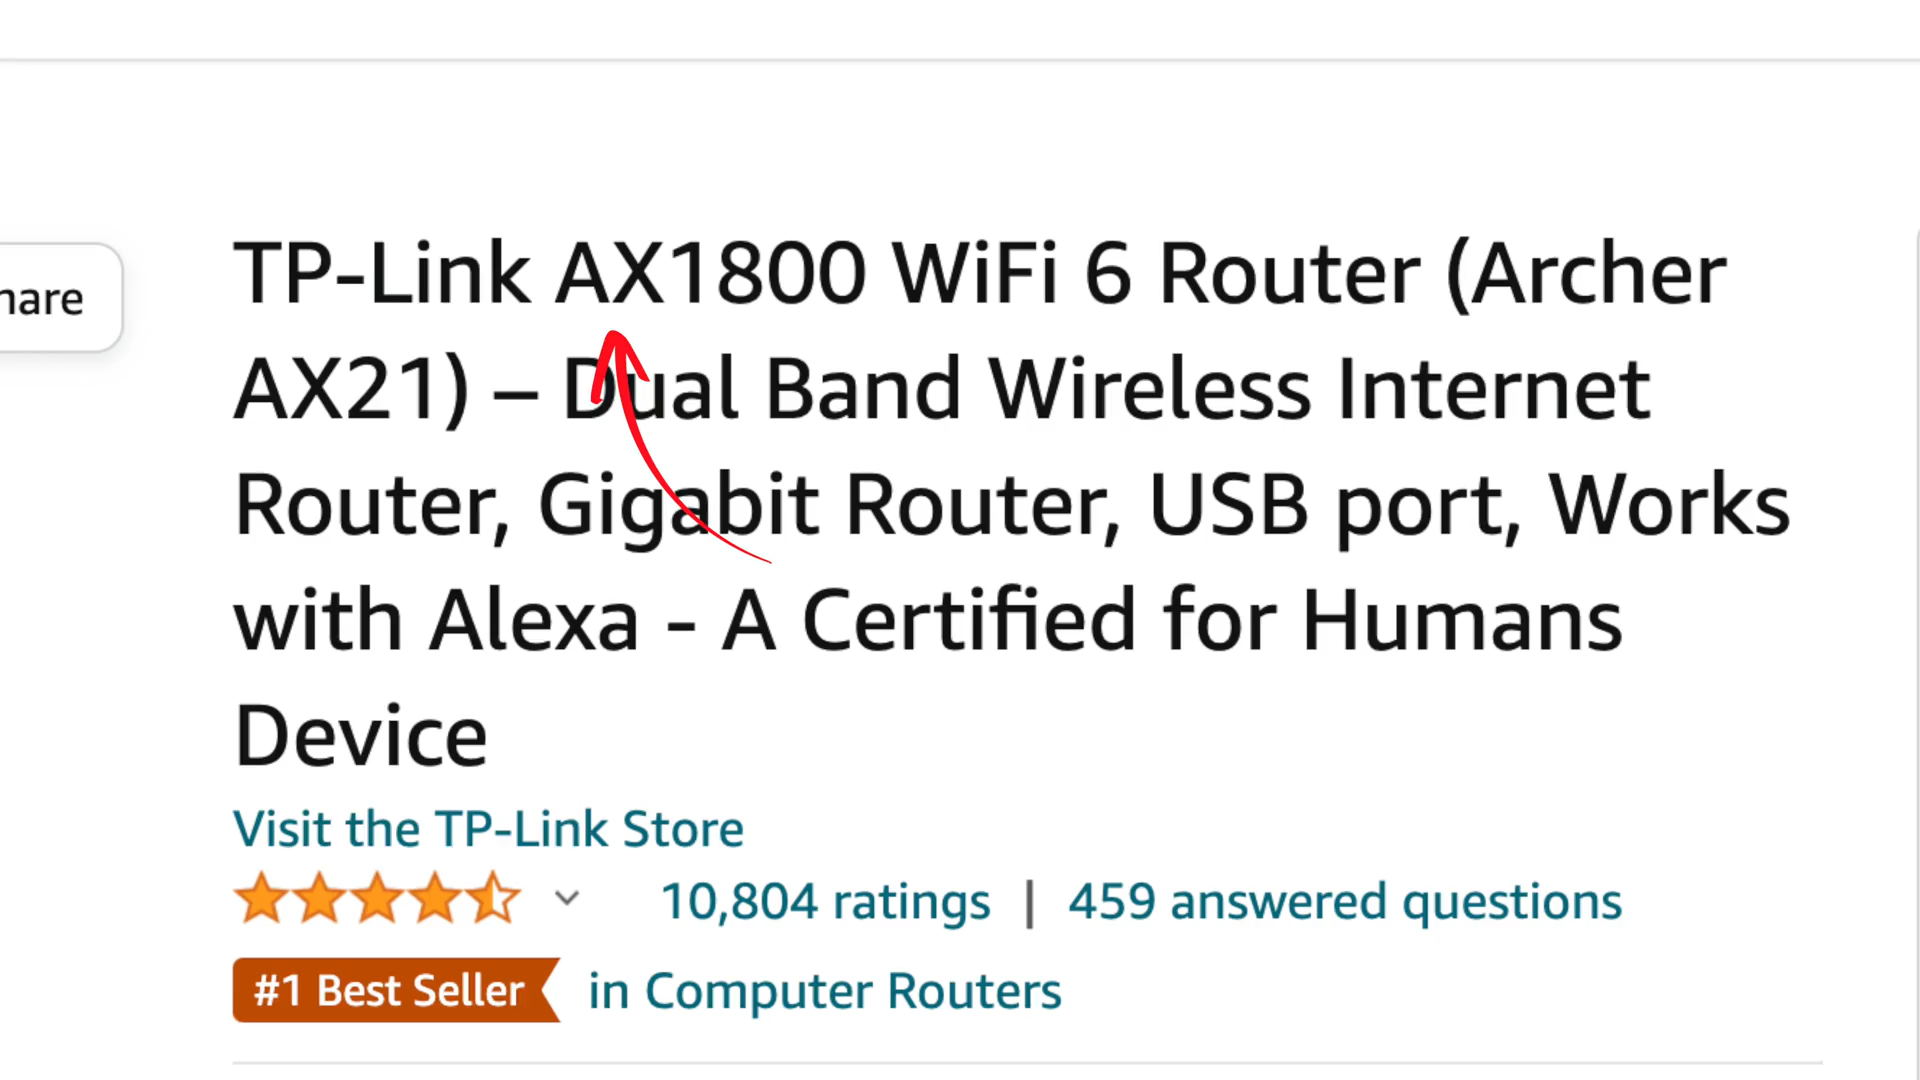 TP-Link AX1800 WiFi 6 Router (Archer
AX21) – Dual Band Wireless Internet
Router, Gigabit Router, USB port, Works
with Alexa - A Certified for Humans
Device
Visit the TP-Link Store
10,804 ratings | 459 answered questions
#1 Best Seller in Computer Routers